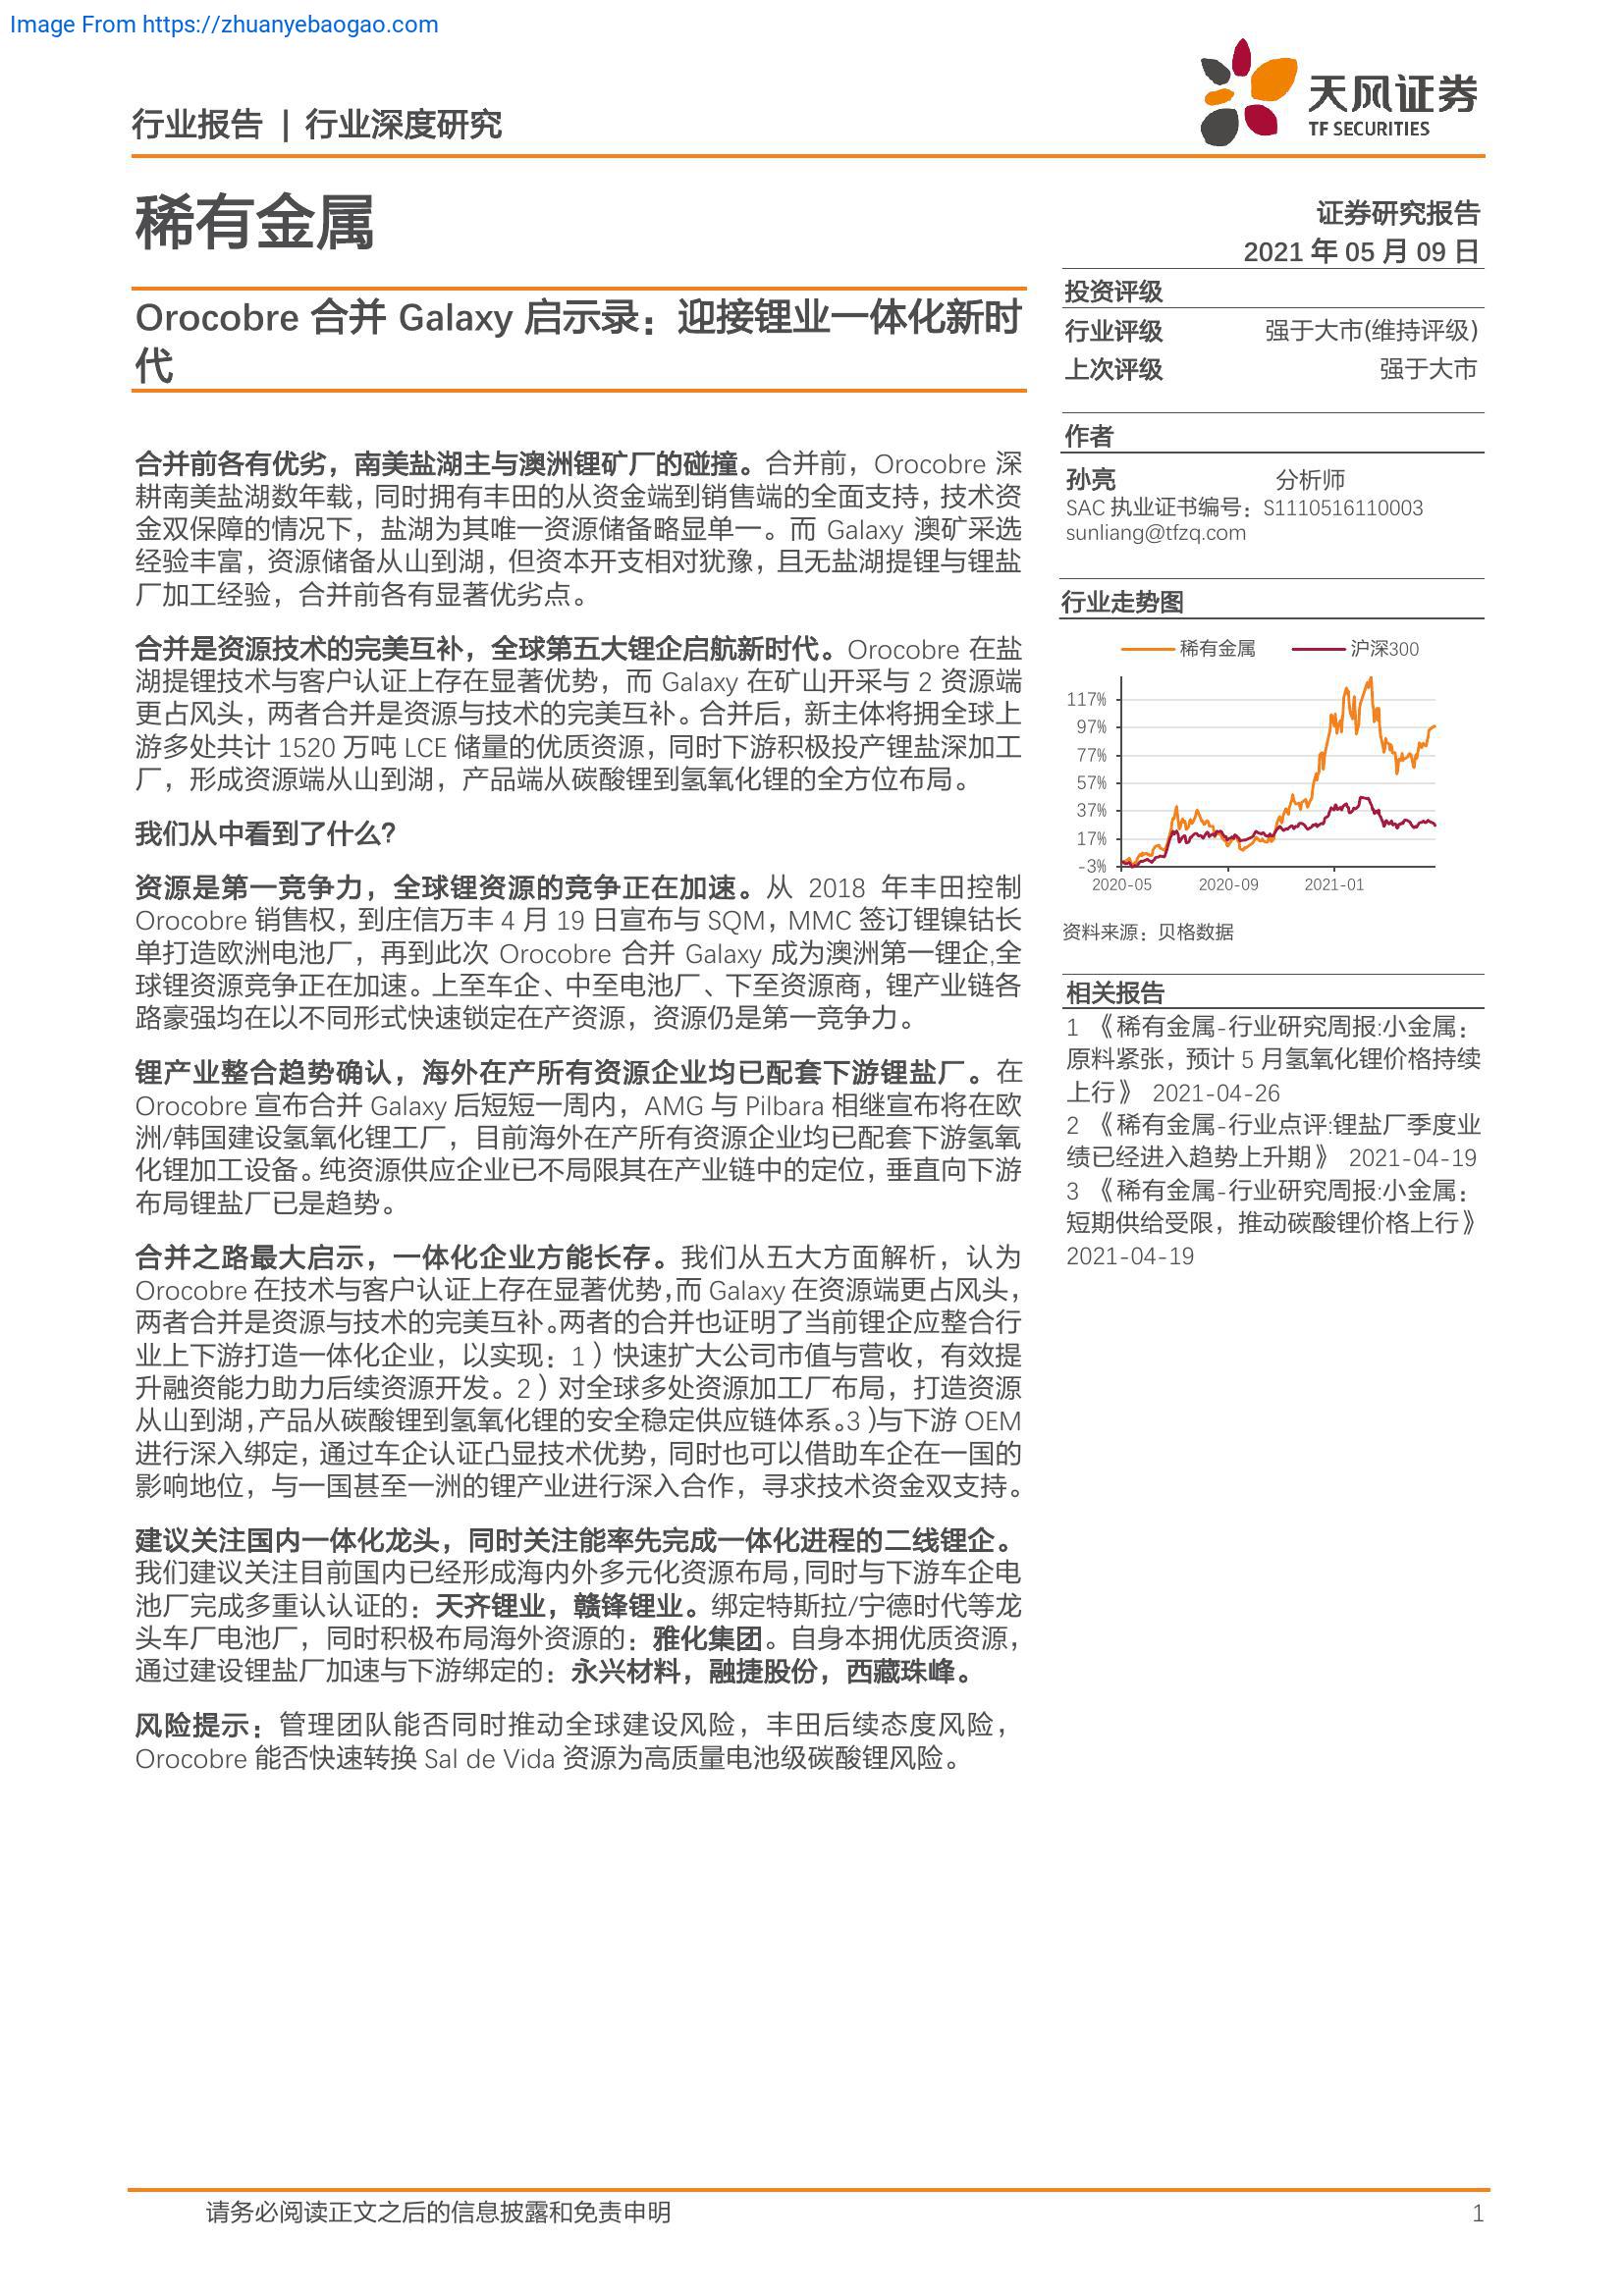 Image From https://zhuanyebaogao.com
行业报告 | 行业深度研究
天风证券
TF SECURITIES
稀有金属
证券研究报告
2021 年 05 月 09 日
Orocobre 合并 Galaxy 启示录：迎接锂业一体化新时
代
投资评级
行业评级 强于大市(维持评级)
上次评级 强于大市
合并前各有优劣，南美盐湖主与澳洲锂矿厂的碰撞。合并前，Orocobre 深
耕南美盐湖数年载，同时拥有丰田的从资金端到销售端的全面支持，技术资
金双保障的情况下，盐湖为其唯一资源储备略显单一。而 Galaxy 澳矿采选
经验丰富，资源储备从山到湖，但资本开支相对犹豫，且无盐湖提锂与锂盐
厂加工经验，合并前各有显著优劣点。
合并是资源技术的完美互补，全球第五大锂企启航新时代。Orocobre 在盐
湖提锂技术与客户认证上存在显著优势，而 Galaxy 在矿山开采与 2 资源端
更占风头，两者合并是资源与技术的完美互补。合并后，新主体将拥全球上
游多处共计 1520 万吨 LCE 储量的优质资源，同时下游积极投产锂盐深加工
厂，形成资源端从山到湖，产品端从碳酸锂到氢氧化锂的全方位布局。
我们从中看到了什么？
资源是第一竞争力，全球锂资源的竞争正在加速。从 2018 年丰田控制
Orocobre 销售权，到庄信万丰 4 月 19 日宣布与 SQM，MMC 签订锂镍钴长
单打造欧洲电池厂，再到此次 Orocobre 合并 Galaxy 成为澳洲第一锂企,全
球锂资源竞争正在加速。上至车企、中至电池厂、下至资源商，锂产业链各
路豪强均在以不同形式快速锁定在产资源，资源仍是第一竞争力。
锂产业整合趋势确认，海外在产所有资源企业均已配套下游锂盐厂。在
Orocobre 宣布合并 Galaxy 后短短一周内，AMG 与 Pilbara 相继宣布将在欧
洲/韩国建设氢氧化锂工厂，目前海外在产所有资源企业均已配套下游氢氧
化锂加工设备。纯资源供应企业已不局限其在产业链中的定位，垂直向下游
布局锂盐厂已是趋势。
合并之路最大启示，一体化企业方能长存。我们从五大方面解析，认为
Orocobre 在技术与客户认证上存在显著优势，而 Galaxy 在资源端更占风头，
两者合并是资源与技术的完美互补。两者的合并也证明了当前锂企应整合行
业上下游打造一体化企业，以实现：1）快速扩大公司市值与营收，有效提
升融资能力助力后续资源开发。2）对全球多处资源加工厂布局，打造资源
从山到湖，产品从碳酸锂到氢氧化锂的安全稳定供应链体系。3）与下游 OEM
进行深入绑定，通过车企认证凸显技术优势，同时也可以借助车企在一国的
影响地位，与一国甚至一洲的锂产业进行深入合作，寻求技术资金双支持。
建议关注国内一体化龙头，同时关注能率先完成一体化进程的二线锂企。
我们建议关注目前国内已经形成海内外多元化资源布局，同时与下游车企电
池厂完成多重认认证的：天齐锂业，赣锋锂业。绑定特斯拉/宁德时代等龙
头车厂电池厂，同时积极布局海外资源的：雅化集团。自身本拥优质资源，
通过建设锂盐厂加速与下游绑定的：永兴材料，融捷股份，西藏珠峰。
风险提示：管理团队能否同时推动全球建设风险，丰田后续态度风险，
Orocobre 能否快速转换 Sal de Vida 资源为高质量电池级碳酸锂风险。
作者
孙亮 分析师
SAC 执业证书编号：S1110516110003
sunliang@tfzq.com
行业走势图
稀有金属 沪深300
117%
97%
77%
57%
37%
17%
-3%
2020-05 2020-09 2021-01
资料来源：贝格数据
相关报告
1 《稀有金属-行业研究周报:小金属：
原料紧张，预计 5 月氢氧化锂价格持续
上行》 2021-04-26
2 《稀有金属-行业点评:锂盐厂季度业
绩已经进入趋势上升期》 2021-04-19
3 《稀有金属-行业研究周报:小金属：
短期供给受限，推动碳酸锂价格上行》
2021-04-19
请务必阅读正文之后的信息披露和免责申明 1